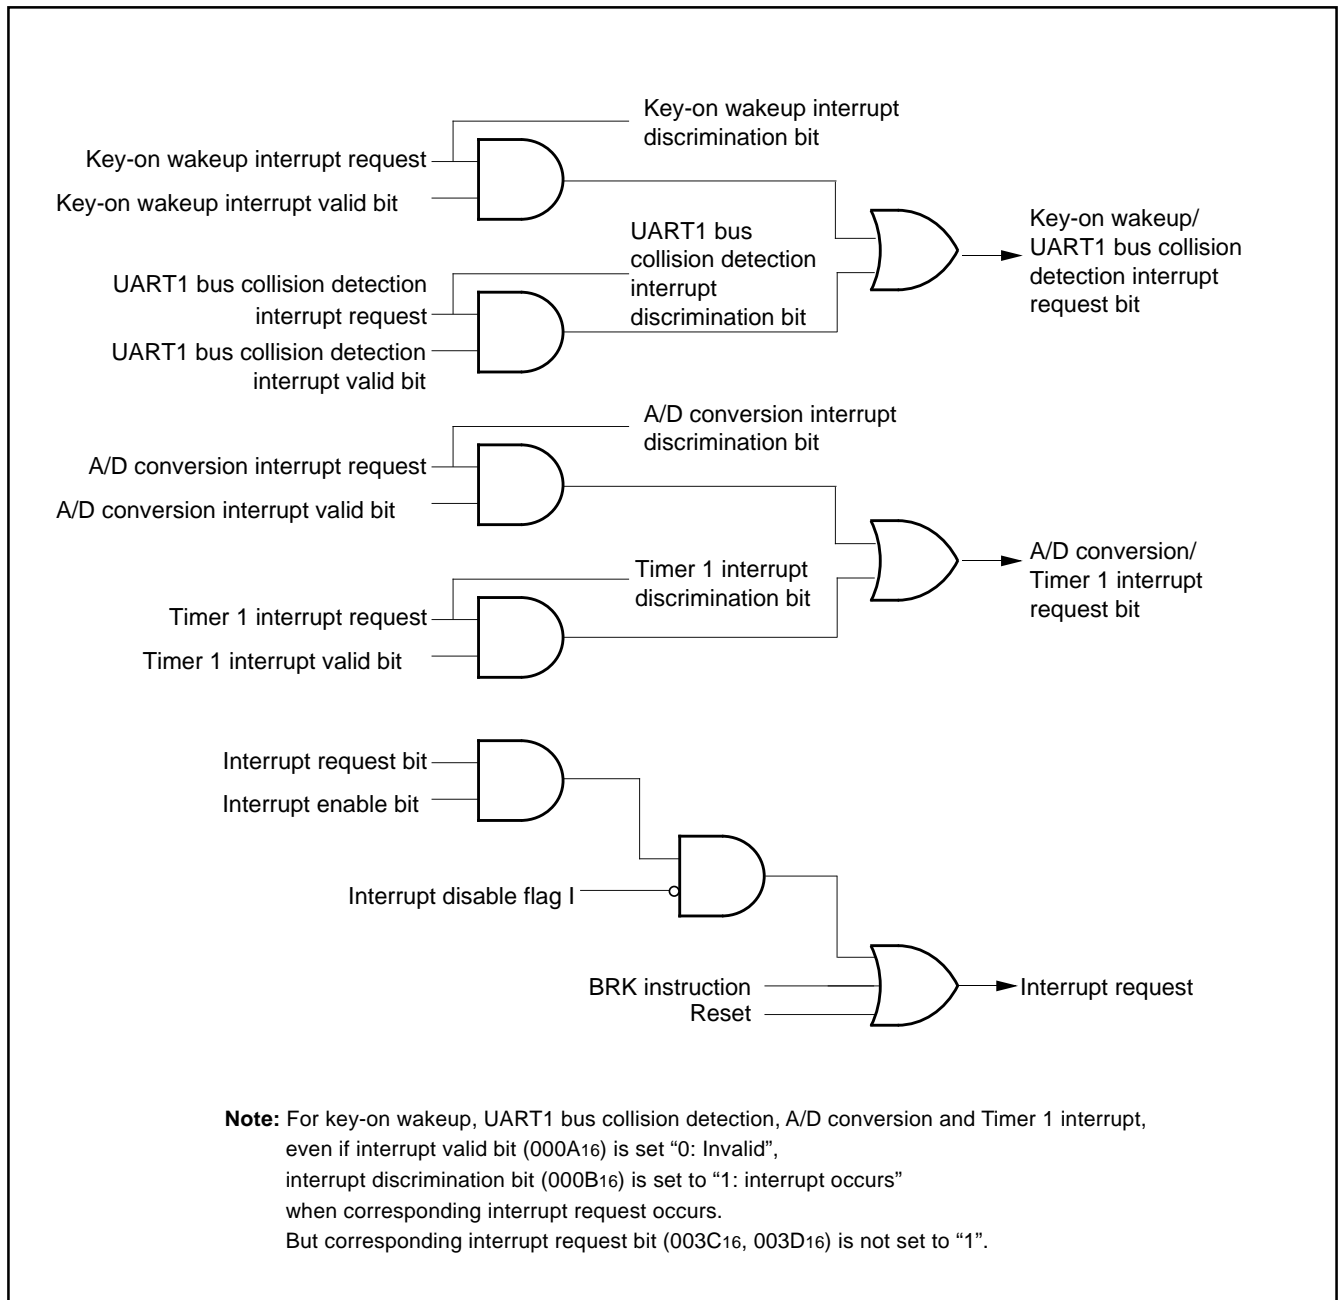 Key-on wakeup interrupt
discrimination bit
Key-on wakeup interrupt request
Key-on wakeup interrupt valid bit
UART1 bus
collision detection
interrupt
discrimination bit
Key-on wakeup/
UART1 bus collision
detection interrupt
request bit
UART1 bus collision detection
interrupt request
UART1 bus collision detection
interrupt valid bit
A/D conversion interrupt
discrimination bit
A/D conversion interrupt request
A/D conversion interrupt valid bit
Timer 1 interrupt
discrimination bit
A/D conversion/
Timer 1 interrupt
request bit
Timer 1 interrupt request
Timer 1 interrupt valid bit
Interrupt request bit
Interrupt enable bit
Interrupt disable flag I
BRK instruction
Reset
Interrupt request
Note: For key-on wakeup, UART1 bus collision detection, A/D conversion and Timer 1 interrupt,
even if interrupt valid bit (000A16) is set “0: Invalid”,
interrupt discrimination bit (000B16) is set to “1: interrupt occurs”
when corresponding interrupt request occurs.
But corresponding interrupt request bit (003C16, 003D16) is not set to “1”.